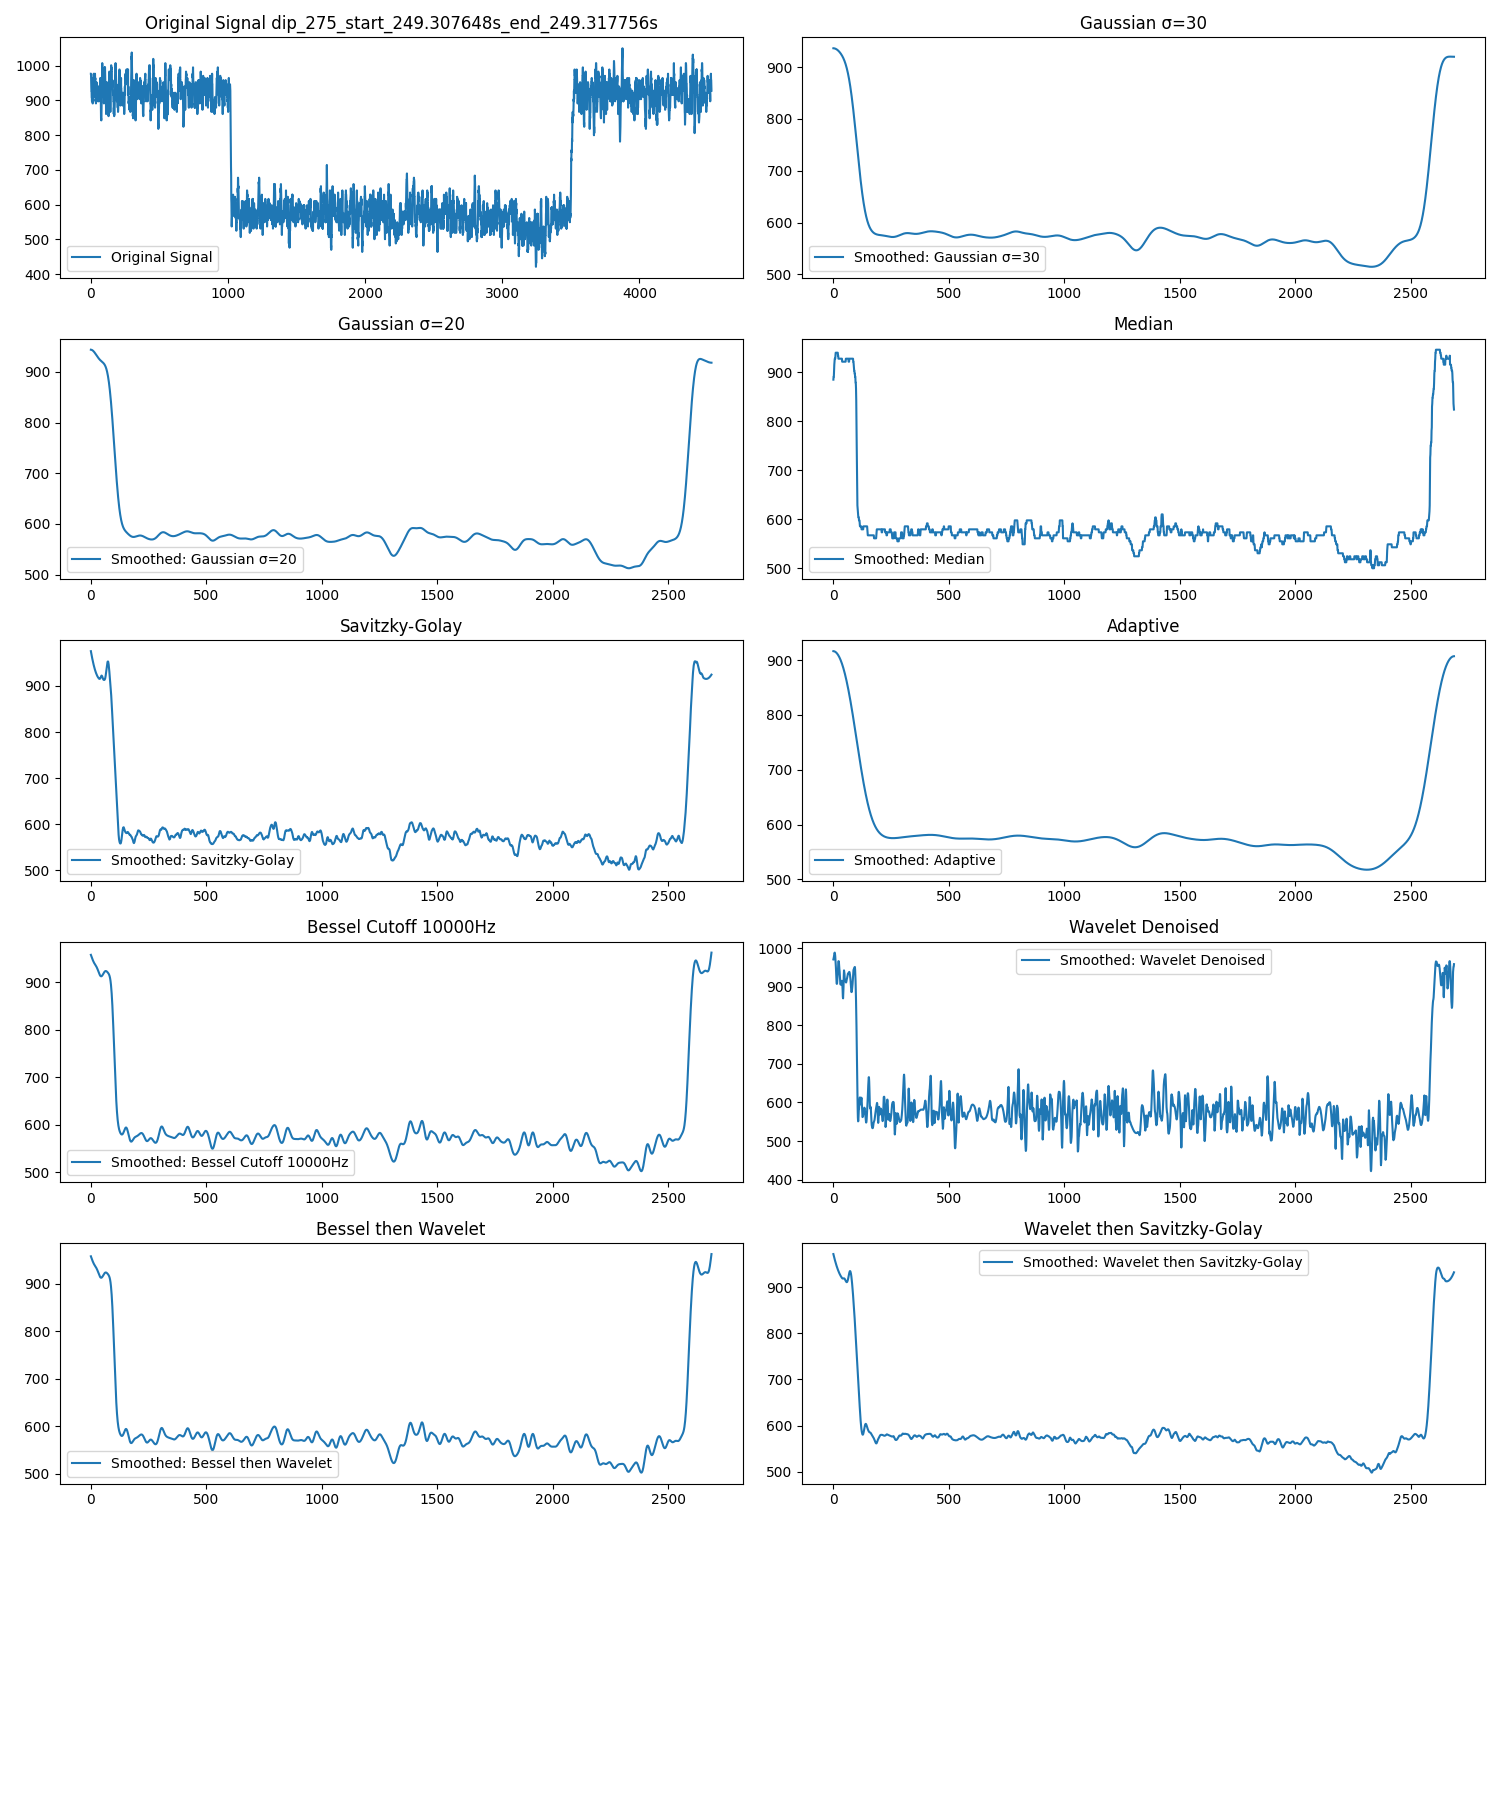 Original Signal dip_275_start_249.307648s_end_249.317756s
1000
900
800
700
600
500
400
Original Signal
0 1000 2000 3000 4000
Gaussian σ=30
900
800
700
600
500
Smoothed: Gaussian σ=30
0 500 1000 1500 2000 2500
Gaussian σ=20
900
800
700
600
500
Smoothed: Gaussian σ=20
0 500 1000 1500 2000 2500
Median
900
800
700
600
500
Smoothed: Median
0 500 1000 1500 2000 2500
Savitzky-Golay
900
800
700
600
500
Smoothed: Savitzky-Golay
0 500 1000 1500 2000 2500
Adaptive
900
800
700
600
500
Smoothed: Adaptive
0 500 1000 1500 2000 2500
Bessel Cutoff 10000Hz
900
800
700
600
500
Smoothed: Bessel Cutoff 10000Hz
0 500 1000 1500 2000 2500
Wavelet Denoised
Smoothed: Wavelet Denoised
1000
900
800
700
600
500
400
0 500 1000 1500 2000 2500
Bessel then Wavelet
900
800
700
600
500
Smoothed: Bessel then Wavelet
0 500 1000 1500 2000 2500
Wavelet then Savitzky-Golay
Smoothed: Wavelet then Savitzky-Golay
900
800
700
600
500
0 500 1000 1500 2000 2500